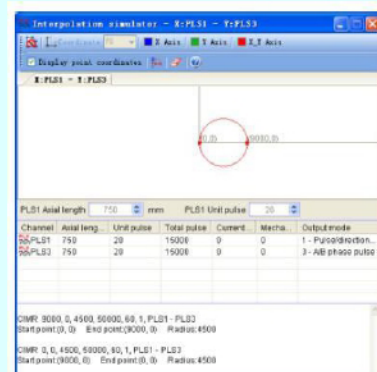 Interpolation simulator - X:PLS1 - Y:PLS3
Coordinate X Axis Y Axis X_Y Axis
Display point coordinates
X:PLS1 - Y:PLS3
(0,0) (9000,0)
PLS1 Axial length 750 mm PLS1 Unit pulse 20
Channel Axial leng... Unit pulse Total pulse Current... Mecha... Output mode
PLS1 750 20 15000 0 0 1 - Pulse/direction...
PLS3 750 20 15000 0 0 3 - A/B phase pulse
CIMR 9000, 0, 4500, 50000, 60, 1, PLS1 - PLS3
Start point:(0, 0) End point:(9000, 0) Radius:4500
CIMR 0, 0, 4500, 50000, 60, 1, PLS1 - PLS3
Start point:(9000, 0) End point:(0, 0) Radius:4500